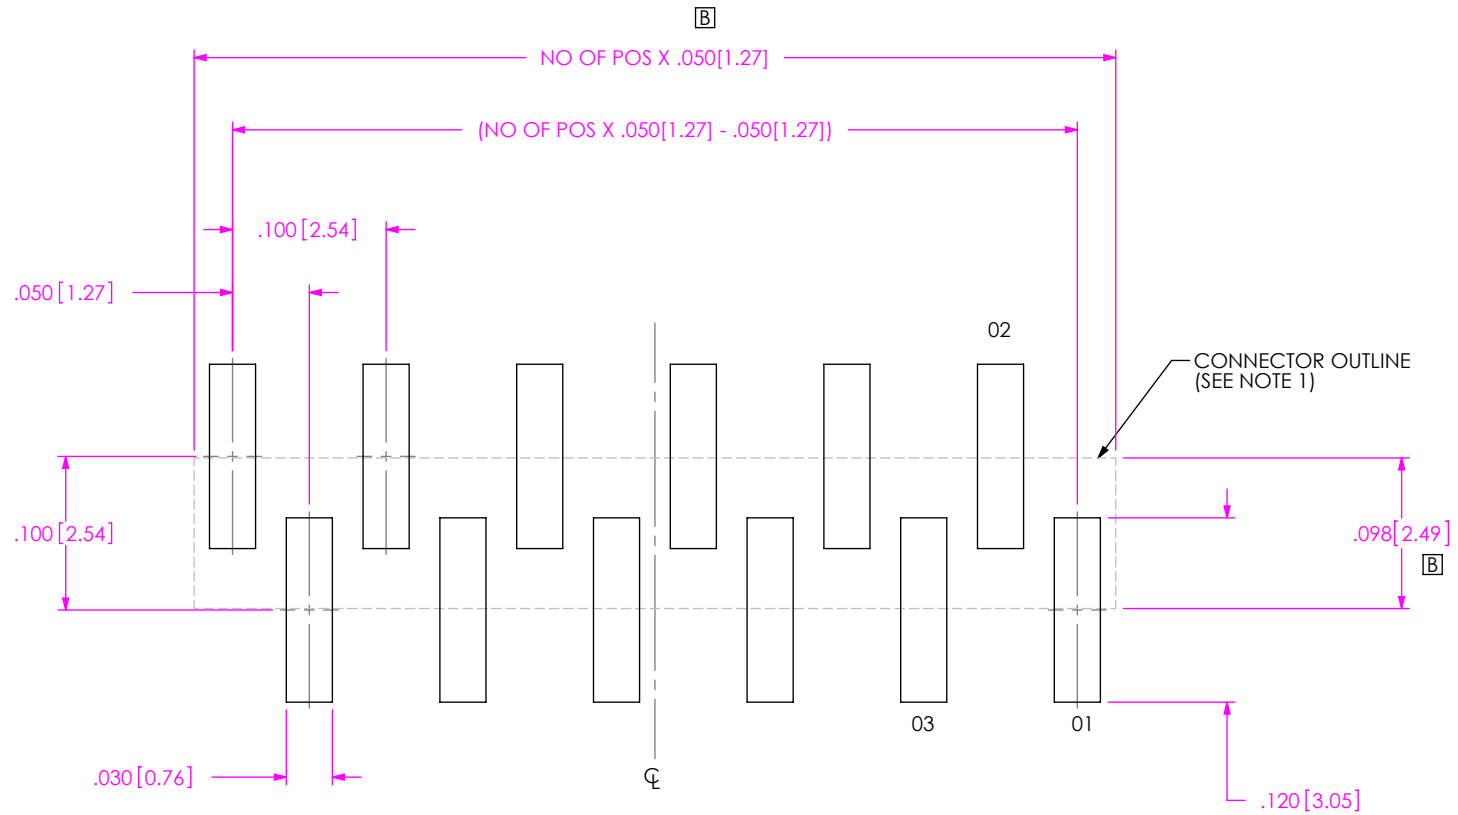 B
NO OF POS X .050[1.27]
(NO OF POS X .050[1.27] - .050[1.27])
.100[2.54]
.050[1.27]
02
CONNECTOR OUTLINE
(SEE NOTE 1)
.100[2.54]
.098[2.49]
B
03
01
.030[0.76]
℄
.120[3.05]